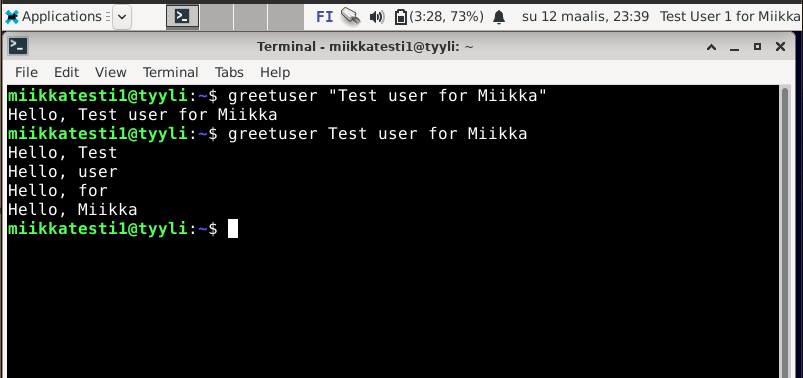 Applications
FI (3:28, 73%) su 12 maalis, 23:39 Test User 1 for Miikka
Terminal - miikkatesti1@tyyli: ~
File Edit View Terminal Tabs Help
miikkatesti1@tyyli:~$ greetuser "Test user for Miikka"
Hello, Test user for Miikka
miikkatesti1@tyyli:~$ greetuser Test user for Miikka
Hello, Test
Hello, user
Hello, for
Hello, Miikka
miikkatesti1@tyyli:~$